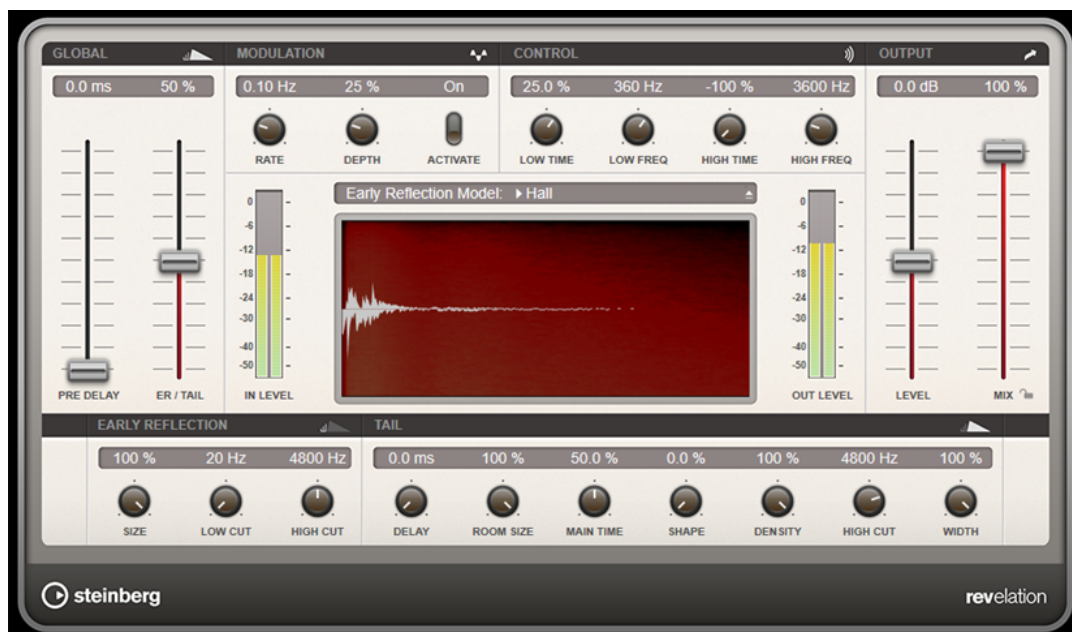 GLOBAL MODULATION CONTROL OUTPUT
0.0 ms 50 % 0.10 Hz 25 % On 25.0 % 360 Hz -100 % 3600 Hz 0.0 dB 100 %
RATE DEPTH ACTIVATE LOW TIME LOW FREQ HIGH TIME HIGH FREQ
Early Reflection Model: Hall
0 0
-6 -6
-12 -12
-18 -18
-24 -24
-30 -30
-40 -40
-50 -50
PRE DELAY ER / TAIL IN LEVEL OUT LEVEL LEVEL MIX
EARLY REFLECTION TAIL
100 % 20 Hz 4800 Hz 0.0 ms 100 % 50.0 % 0.0 % 100 % 4800 Hz 100 %
SIZE LOW CUT HIGH CUT DELAY ROOM SIZE MAIN TIME SHAPE DENSITY HIGH CUT WIDTH
steinberg revelation